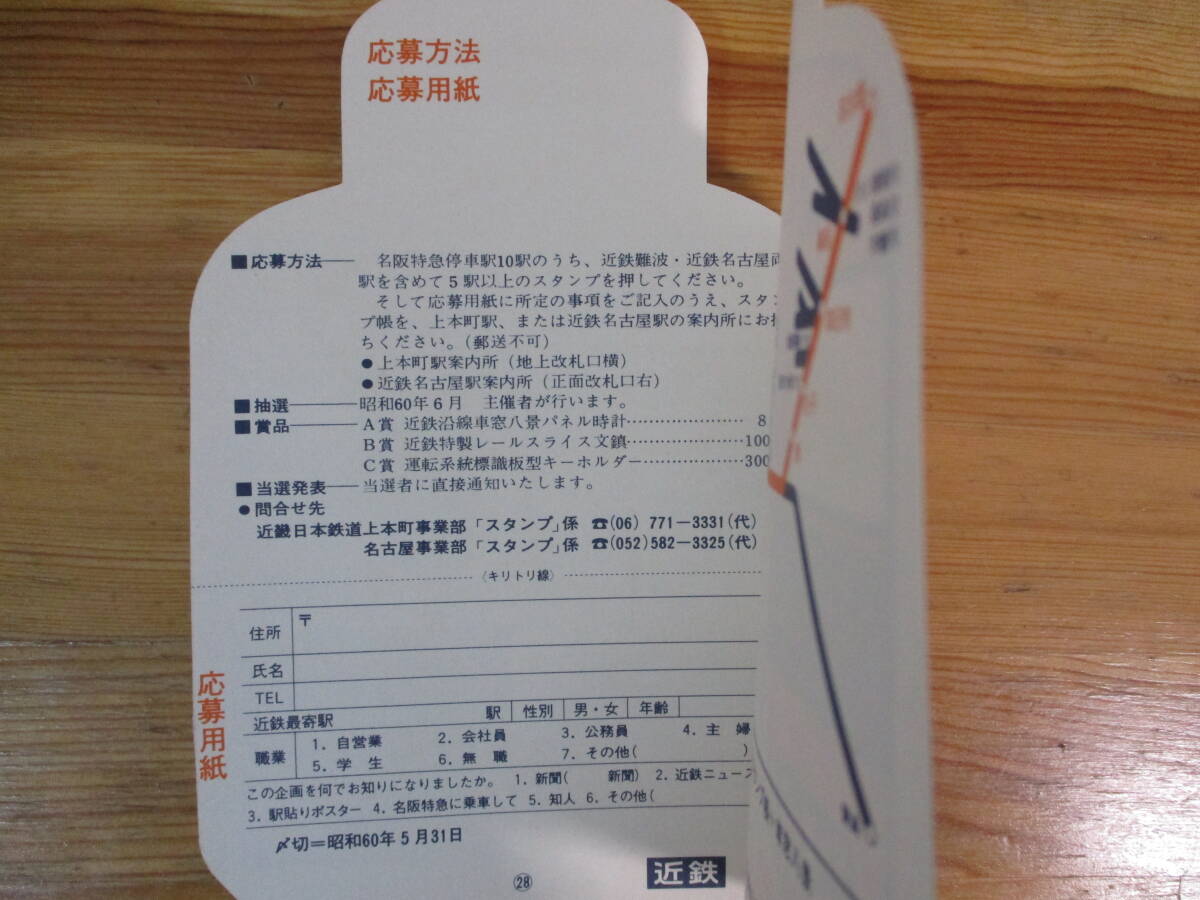 応募方法
応募用紙
■応募方法── 名阪特急停車駅10駅のうち、近鉄難波・近鉄名古屋両
駅を含めて5駅以上のスタンプを押してください。
そして応募用紙に所定の事項をご記入のうえ、スタン
プ帳を、上本町駅、または近鉄名古屋駅の案内所にお持
ちください。(郵送不可)
●上本町駅案内所(地上改札口横)
●近鉄名古屋駅案内所(正面改札口右)
■抽選────昭和60年6月 主催者が行います。
■賞品────A賞 近鉄沿線車窓八景パネル時計…………………8
B賞 近鉄特製レールスライス文鎮…………………100
C賞 運転系統標識板型キーホルダー………………300
■当選発表──当選者に直接通知いたします。
●問合せ先
近畿日本鉄道上本町事業部「スタンプ」係 ☎(06) 771-3331(代)
名古屋事業部「スタンプ」係 ☎(052)582-3325(代)
〈キリトリ線〉
応募用紙
住所 〒
氏名
TEL
近鉄最寄駅 駅 性別 男・女 年齢
職業 1. 自営業 2. 会社員 3. 公務員 4. 主婦
5. 学生 6. 無職 7. その他( )
この企画を何でお知りになりましたか。 1. 新聞( 新聞) 2. 近鉄ニュース
3. 駅貼りポスター 4. 名阪特急に乗車して 5. 知人 6. その他(
〆切=昭和60年5月31日
近鉄
㉘